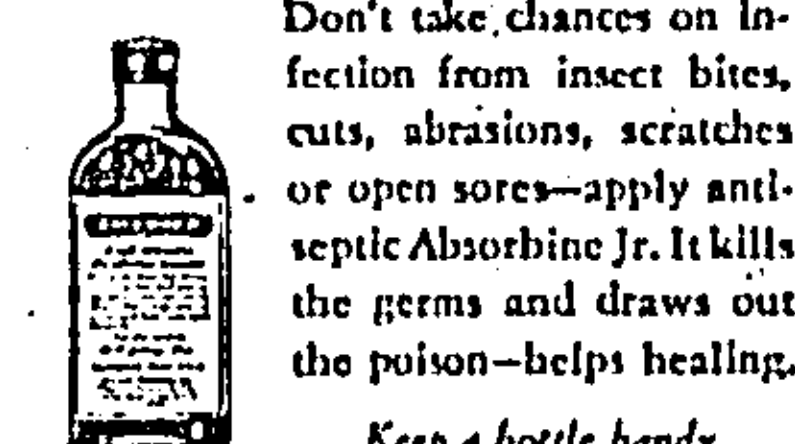 Don't take chances on in-
fection from insect bites,
cuts, abrasions, scratches
or open sores—apply anti-
septic Absorbine Jr. It kills
the germs and draws out
the poison—helps healing.
Keep a bottle handy